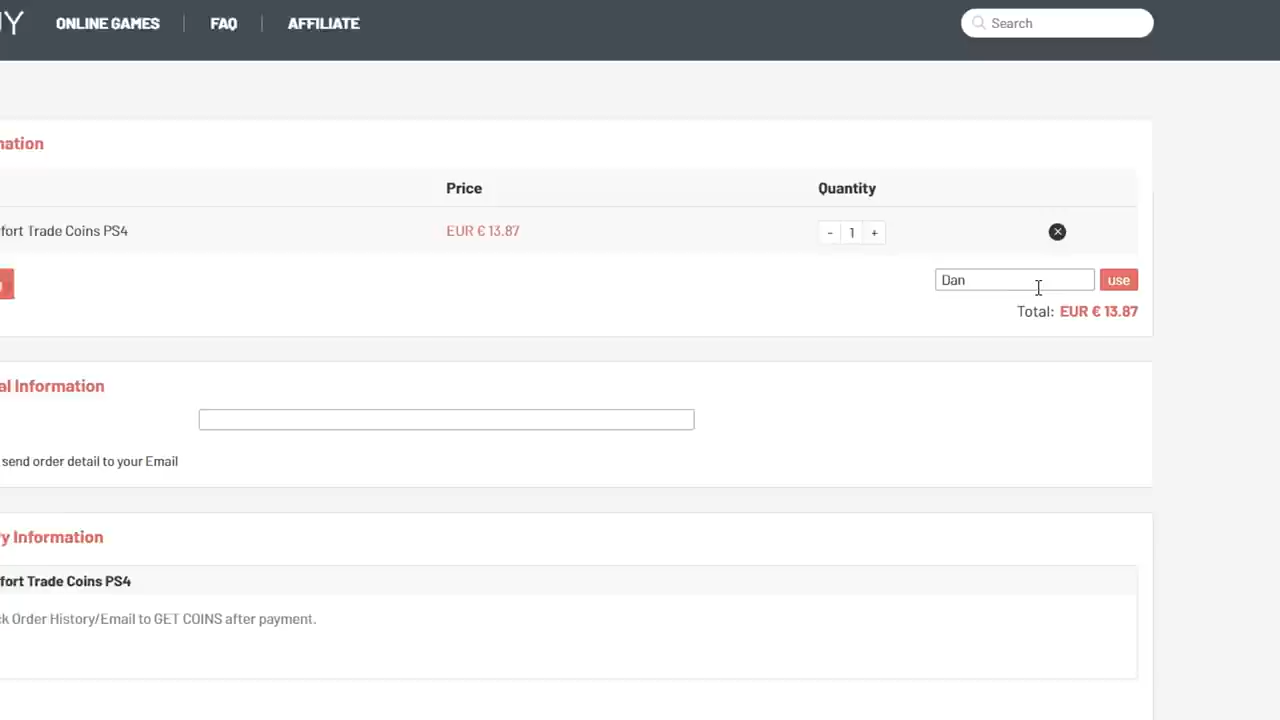 UY ONLINE GAMES FAQ AFFILIATE Search
mation
Price Quantity
fort Trade Coins PS4 EUR € 13.87 - 1 +
Dan use
Total: EUR € 13.87
al Information
send order detail to your Email
y Information
fort Trade Coins PS4
ck Order History/Email to GET COINS after payment.